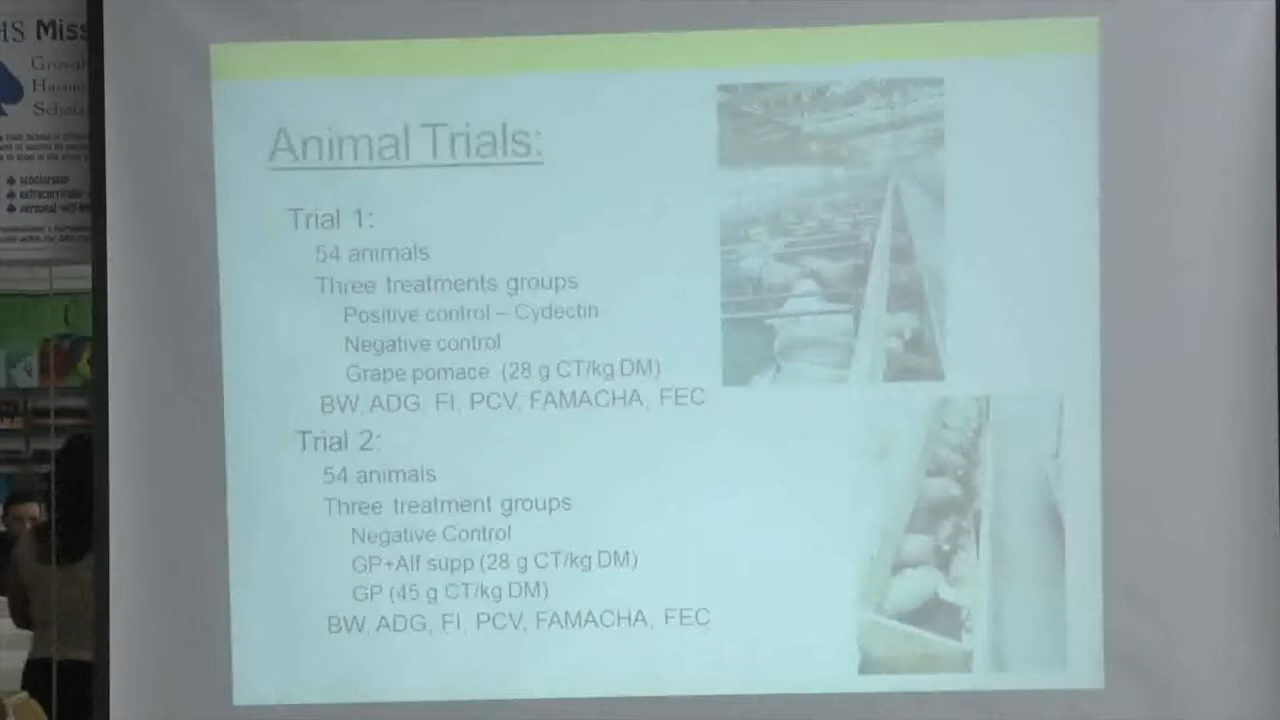 HS Miss
Animal Trials:
Trial 1:
54 animals
Three treatments groups
Positive control – Cydectin
Negative control
Grape pomace (28 g CT/kg DM)
BW, ADG, FI, PCV, FAMACHA, FEC
Trial 2:
54 animals
Three treatment groups
Negative Control
GP+Alf supp (28 g CT/kg DM)
GP (45 g CT/kg DM)
BW, ADG, FI, PCV, FAMACHA, FEC